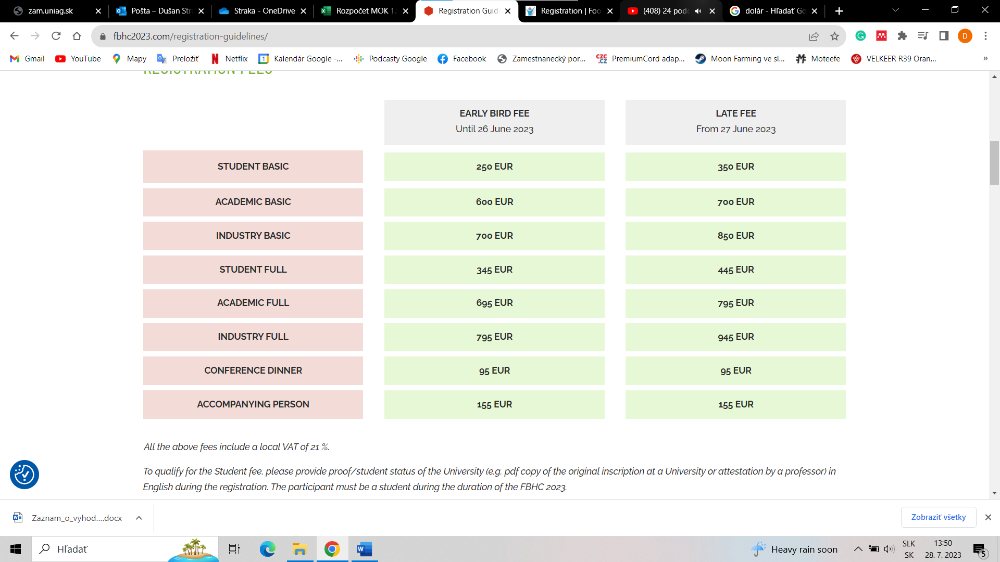 zam.uniag.sk
Pošta – Dušan Str
Straka - OneDrive
Rozpočet MOK 1.
Registration Guid
Registration | Foo
(408) 24 pod
dolár - Hľadať Go
fbhc2023.com/registration-guidelines/
D
Gmail
YouTube
Mapy
Preložiť
Netflix
1
Kalendár Google -...
Podcasty Google
Facebook
Zamestnanecký por...
CZC.CZ
PremiumCord adap...
Moon Farming ve sl...
Moteefe
VELKEER R39 Oran...
»
REGISTRATION FEES
EARLY BIRD FEE
Until 26 June 2023
LATE FEE
From 27 June 2023
STUDENT BASIC
250 EUR
350 EUR
ACADEMIC BASIC
600 EUR
700 EUR
INDUSTRY BASIC
700 EUR
850 EUR
STUDENT FULL
345 EUR
445 EUR
ACADEMIC FULL
695 EUR
795 EUR
INDUSTRY FULL
795 EUR
945 EUR
CONFERENCE DINNER
95 EUR
95 EUR
ACCOMPANYING PERSON
155 EUR
155 EUR
All the above fees include a local VAT of 21 %.
To qualify for the Student fee, please provide proof/student status of the University (e.g. pdf copy of the original inscription at a University or attestation by a professor) in
English during the registration. The participant must be a student during the duration of the FBHC 2023.
Zaznam_o_vyhod....docx
Zobraziť všetky
Hľadať
Heavy rain soon
SLK
SK
13:50
28. 7. 2023
5